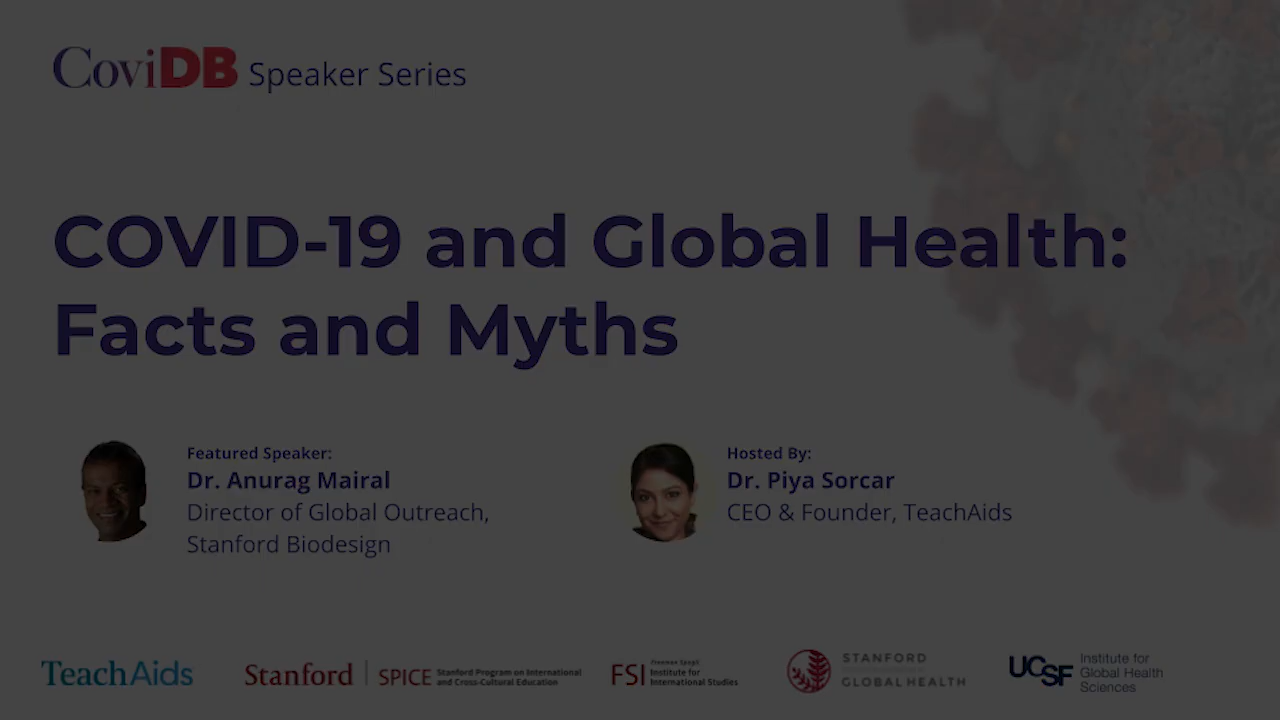 CoviDB Speaker Series
COVID-19 and Global Health:
Facts and Myths
Featured Speaker:
Dr. Anurag Mairal
Director of Global Outreach,
Stanford Biodesign
Hosted By:
Dr. Piya Sorcar
CEO & Founder, TeachAids
TeachAids
Stanford
SPICE
Stanford Program on International
and Cross-Cultural Education
FSI
Institute for
International Studies
STANFORD
GLOBAL HEALTH
UCSF
Institute for
Global Health
Sciences